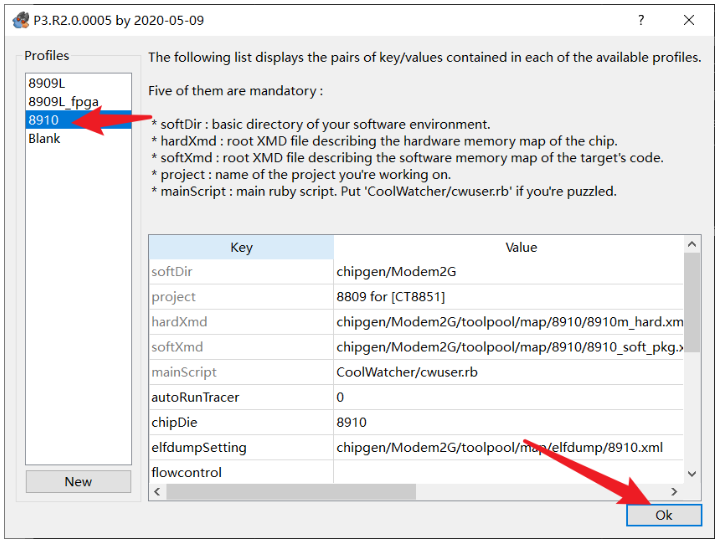 P3.R2.0.0005 by 2020-05-09
Profiles
8909L
8909L_fpga
8910
Blank
New
The following list displays the pairs of key/values contained in each of the available profiles.
Five of them are mandatory :
* softDir : basic directory of your software environment.
* hardXmd : root XMD file describing the hardware memory map of the chip.
* softXmd : root XMD file describing the software memory map of the target's code.
* project : name of the project you're working on.
* mainScript : main ruby script. Put 'CoolWatcher/cwuser.rb' if you're puzzled.
Key Value
softDir chipgen/Modem2G
project 8809 for [CT8851]
hardXmd chipgen/Modem2G/toolpool/map/8910/8910m_hard.xm
softXmd chipgen/Modem2G/toolpool/map/8910/8910_soft_pkg.x
mainScript CoolWatcher/cwuser.rb
autoRunTracer 0
chipDie 8910
elfdumpSetting chipgen/Modem2G/toolpool/map/elfdump/8910.xml
flowcontrol
Ok